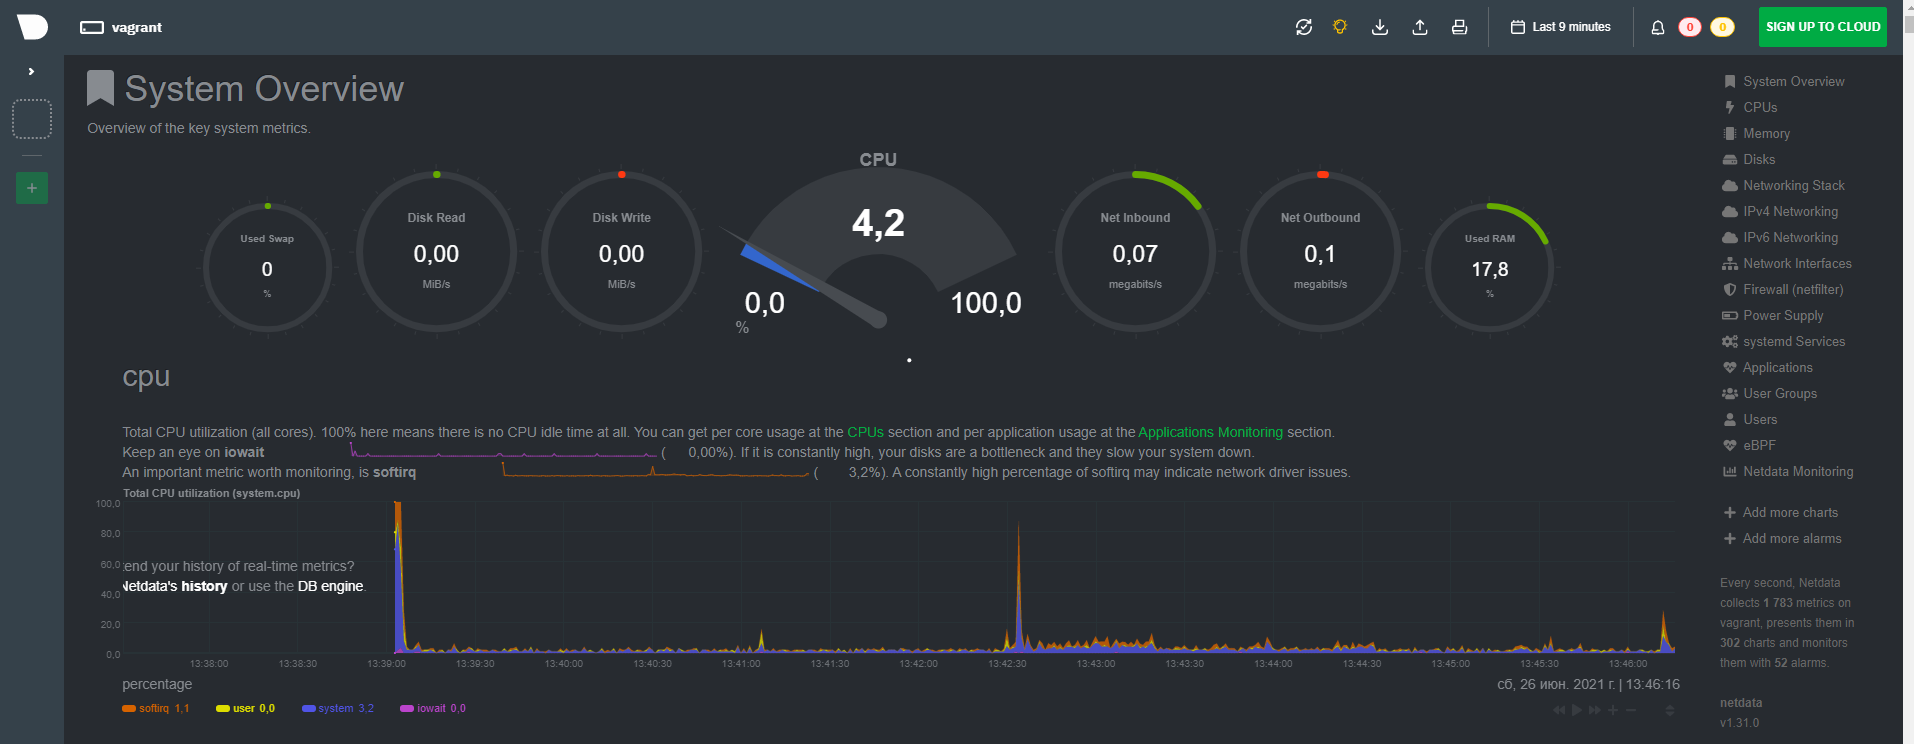 vagrant
Last 9 minutes
0
0
SIGN UP TO CLOUD
System Overview
Overview of the key system metrics.
Used Swap
0
%
Disk Read
0,00
MiB/s
Disk Write
0,00
MiB/s
CPU
4,2
0,0
100,0
%
Net Inbound
0,07
megabits/s
Net Outbound
0,1
megabits/s
Used RAM
17,8
%
cpu
Total CPU utilization (all cores). 100% here means there is no CPU idle time at all. You can get per core usage at the CPUs section and per application usage at the Applications Monitoring section.
Keep an eye on iowait ( 0,00%). If it is constantly high, your disks are a bottleneck and they slow your system down.
An important metric worth monitoring, is softirq ( 3,2%). A constantly high percentage of softirq may indicate network driver issues.
Total CPU utilization (system.cpu)
100,0
80,0
60,0
40,0
20,0
0,0
end your history of real-time metrics?
Netdata's history or use the DB engine.
13:38:00 13:38:30 13:39:00 13:39:30 13:40:00 13:40:30 13:41:00 13:41:30 13:42:00 13:42:30 13:43:00 13:43:30 13:44:00 13:44:30 13:45:00 13:45:30 13:46:00
percentage
сб, 26 июн. 2021 г. | 13:46:16
softirq 1,1 user 0,0 system 3,2 iowait 0,0
System Overview
CPUs
Memory
Disks
Networking Stack
IPv4 Networking
IPv6 Networking
Network Interfaces
Firewall (netfilter)
Power Supply
systemd Services
Applications
User Groups
Users
eBPF
Netdata Monitoring
Add more charts
Add more alarms
Every second, Netdata
collects 1 783 metrics on
vagrant, presents them in
302 charts and monitors
them with 52 alarms.
netdata
v1.31.0